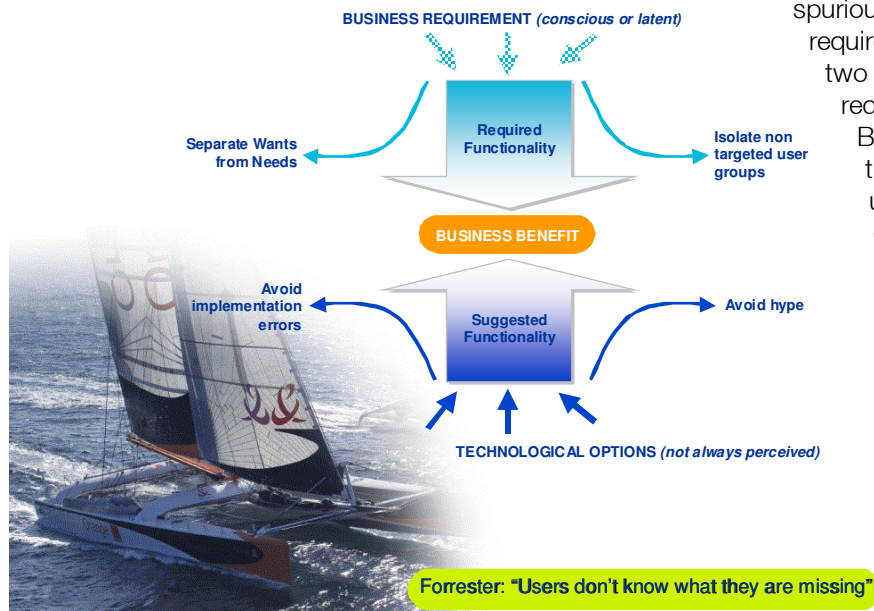 BUSINESS REQUIREMENT (conscious or latent)
spuriou
require
two
Required
Functionality
Separate Wants
from Needs
Isolate non
targeted user
groups
BUSINESS BENEFIT
Avoid
implementation
errors
Avoid hype
Suggested
Functionality
TECHNOLOGICAL OPTIONS (not always perceived)
Orange
Forrester: “Users don’t know what they are missing”